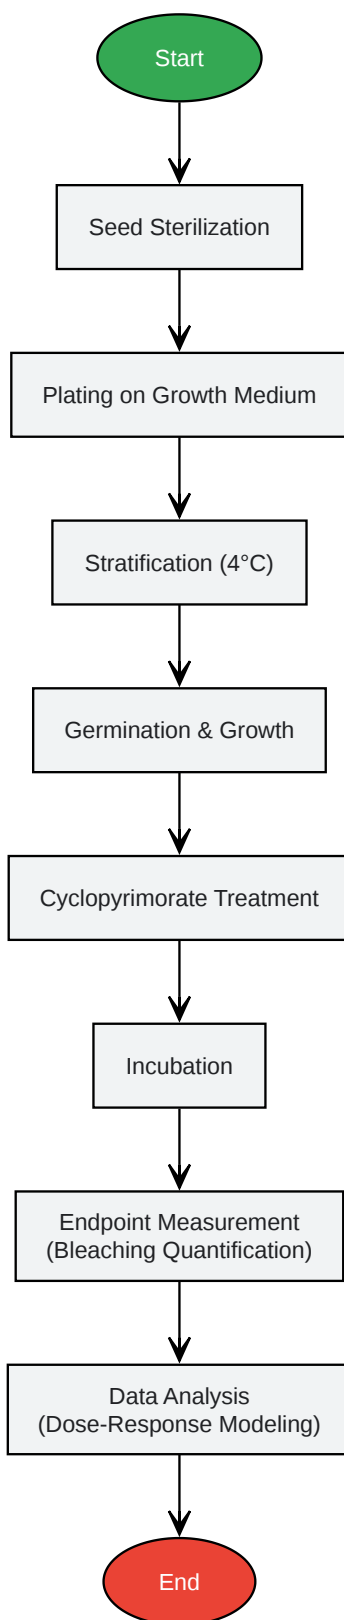 Start
Seed Sterilization
Plating on Growth Medium
Stratification (4°C)
Germination & Growth
Cyclopyrimorate Treatment
Incubation
Endpoint Measurement
(Bleaching Quantification)
Data Analysis
(Dose-Response Modeling)
End